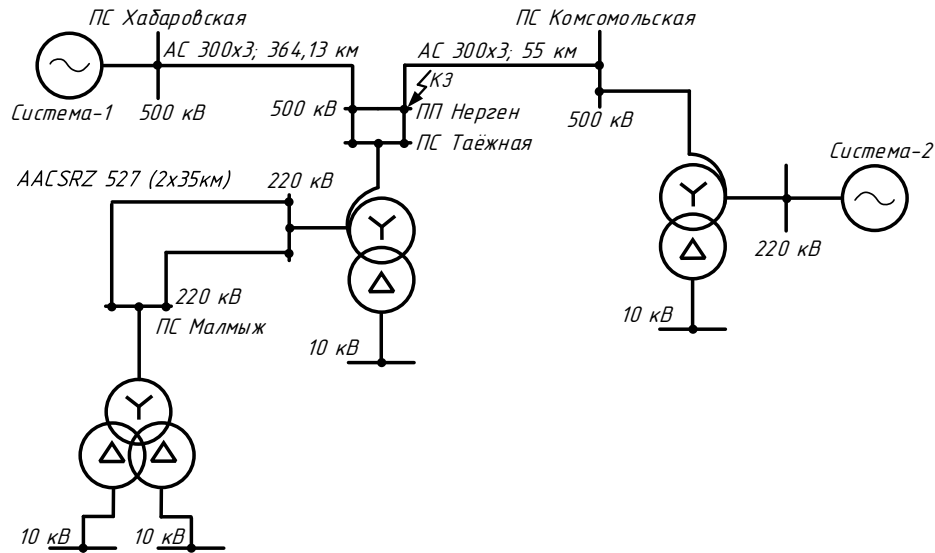 ПС Хабаровская
ПС Комсомольская
АС 300х3; 364,13 км
АС 300х3; 55 км
КЗ
Система-1
500 кВ
500 кВ
ПП Нерген
500 кВ
ПС Таёжная
Система-2
AACSRZ 527 (2х35км)
220 кВ
220 кВ
220 кВ
ПС Малмыж
10 кВ
10 кВ
10 кВ
10 кВ